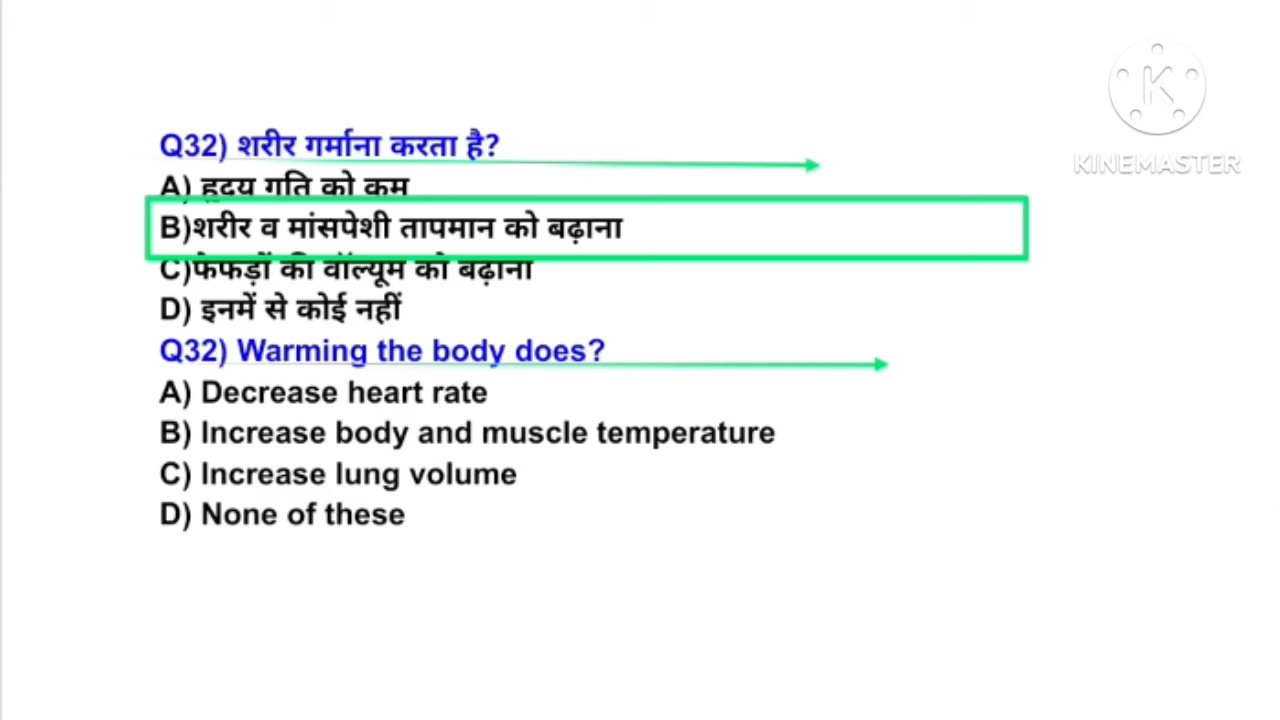 Q32) शरीर गर्माना करता है?
A) हृदय गति को कम
B)शरीर व मांसपेशी तापमान को बढ़ाना
C)फेफड़ों की वॉल्यूम को बढ़ाना
D) इनमें से कोई नहीं
Q32) Warming the body does?
A) Decrease heart rate
B) Increase body and muscle temperature
C) Increase lung volume
D) None of these
K
KINEMASTER